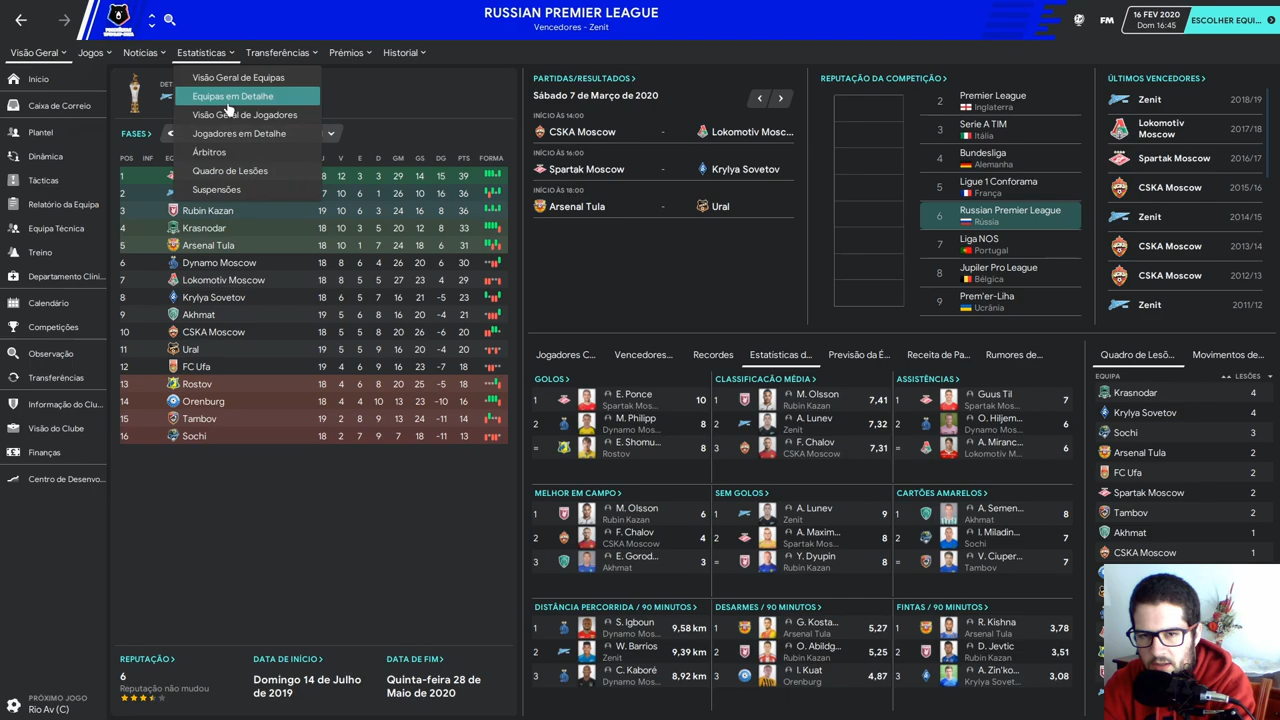 RUSSIAN PREMIER LEAGUE
Vencedores - Zenit
FM
16 FEV 2020
Dom 16:45
ESCOLHER EQUI...
Visão Geral
Jogos
Notícias
Estatísticas
Transferências
Prémios
Historial
Início
Caixa de Correio
Plantel
Dinâmica
Táticas
Relatório da Equipa
Equipa Técnica
Treino
Departamento Clíni...
Calendário
Competições
Observação
Transferências
Informação do Clu...
Visão do Clube
Finanças
Centro de Desenvo...
PRÓXIMO JOGO
Rio Av (C)
Visão Geral de Equipas
Equipas em Detalhe
Visão Geral de Jogadores
Jogadores em Detalhe
Árbitros
Quadro de Lesões
Suspensões
DET
FASES
POS INF EQ J V E D GM GS DG PTS FORMA
1 8 12 3 3 29 14 15 39
2 7 10 6 1 26 10 16 36
3 Rubin Kazan 19 10 6 3 24 16 8 36
4 Krasnodar 18 10 3 5 20 12 8 33
5 Arsenal Tula 18 10 1 7 24 18 6 31
6 Dynamo Moscow 18 8 6 4 26 20 6 30
7 Lokomotiv Moscow 18 8 5 5 27 23 4 29
8 Krylya Sovetov 18 6 5 7 16 21 -5 23
9 Akhmat 19 5 6 8 16 20 -4 21
10 CSKA Moscow 18 5 5 8 20 26 -6 20
11 Ural 19 5 5 9 16 20 -4 20
12 FC Ufa 19 4 6 9 11 18 -7 18
13 Rostov 18 4 6 8 20 25 -5 18
14 Orenburg 18 4 4 10 13 23 -10 16
15 Tambov 19 2 8 9 13 24 -11 14
16 Sochi 18 2 7 9 7 18 -11 13
REPUTAÇÃO
6
Reputação não mudou
DATA DE INÍCIO
Domingo 14 de Julho de 2019
DATA DE FIM
Quinta-feira 28 de Maio de 2020
PARTIDAS/RESULTADOS
Sábado 7 de Março de 2020
INÍCIO ÀS 14:00
CSKA Moscow - Lokomotiv Mosc...
INÍCIO ÀS 16:00
Spartak Moscow - Krylya Sovetov
INÍCIO ÀS 18:00
Arsenal Tula - Ural
REPUTAÇÃO DA COMPETIÇÃO
2 Premier League
Inglaterra
3 Serie A TIM
Itália
4 Bundesliga
Alemanha
5 Ligue 1 Conforama
França
6 Russian Premier League
Rússia
7 Liga NOS
Portugal
8 Jupiler Pro League
Bélgica
9 Prem'er-Liha
Ucrânia
ÚLTIMOS VENCEDORES
Zenit 2018/19
Lokomotiv Moscow 2017/18
Spartak Moscow 2016/17
CSKA Moscow 2015/16
Zenit 2014/15
CSKA Moscow 2013/14
CSKA Moscow 2012/13
Zenit 2011/12
Jogadores C...
Vencedores...
Recordes
Estatísticas d...
Previsão da É...
Receita de Pa...
Rumores de...
GOLOS
1 E. Ponce 10
Spartak Mos...
2 M. Philipp 8
Dynamo Mos...
= E. Shomu... 8
Rostov
CLASSIFICAÇÃO MÉDIA
1 M. Olsson 7,41
Rubin Kazan
2 A. Lunev 7,32
Zenit
3 F. Chalov 7,31
CSKA Moscow
ASSISTÊNCIAS
1 Guus Til 7
Spartak Mos...
2 O. Hiljem... 6
Dynamo Mos...
= A. Miranc... 6
Lokomotiv M...
MELHOR EM CAMPO
1 M. Olsson 6
Rubin Kazan
2 F. Chalov 4
CSKA Moscow
3 E. Gorod... 3
Akhmat
SEM GOLOS
1 A. Lunev 9
Zenit
2 A. Maxim... 8
Spartak Mos...
= Y. Dyupin 8
Rubin Kazan
CARTÕES AMARELOS
1 A. Semen... 8
Akhmat
2 I. Miladin... 7
Sochi
= V. Ciuper... 7
Tambov
DISTÂNCIA PERCORRIDA / 90 MINUTOS
1 S. Igboun 9,58 km
Dynamo Mos...
2 W. Barrios 9,39 km
Zenit
3 C. Kaboré 8,92 km
Dynamo Mos...
DESARMES / 90 MINUTOS
1 G. Kosta... 5,27
Arsenal Tula
2 O. Abildg... 5,25
Rubin Kazan
3 I. Kuat 4,87
Orenburg
FINTAS / 90 MINUTOS
1 R. Kishna 3,78
Arsenal Tula
2 D. Jevtic 3,51
Rubin Kazan
3 A. Zin'ko... 3,08
Krylya Sovet...
Quadro de Lesõ...
Movimentos de...
EQUIPA LESÕES
Krasnodar 4
Krylya Sovetov 4
Sochi 3
Arsenal Tula 2
FC Ufa 2
Spartak Moscow 2
Tambov 2
Akhmat 1
CSKA Moscow 1